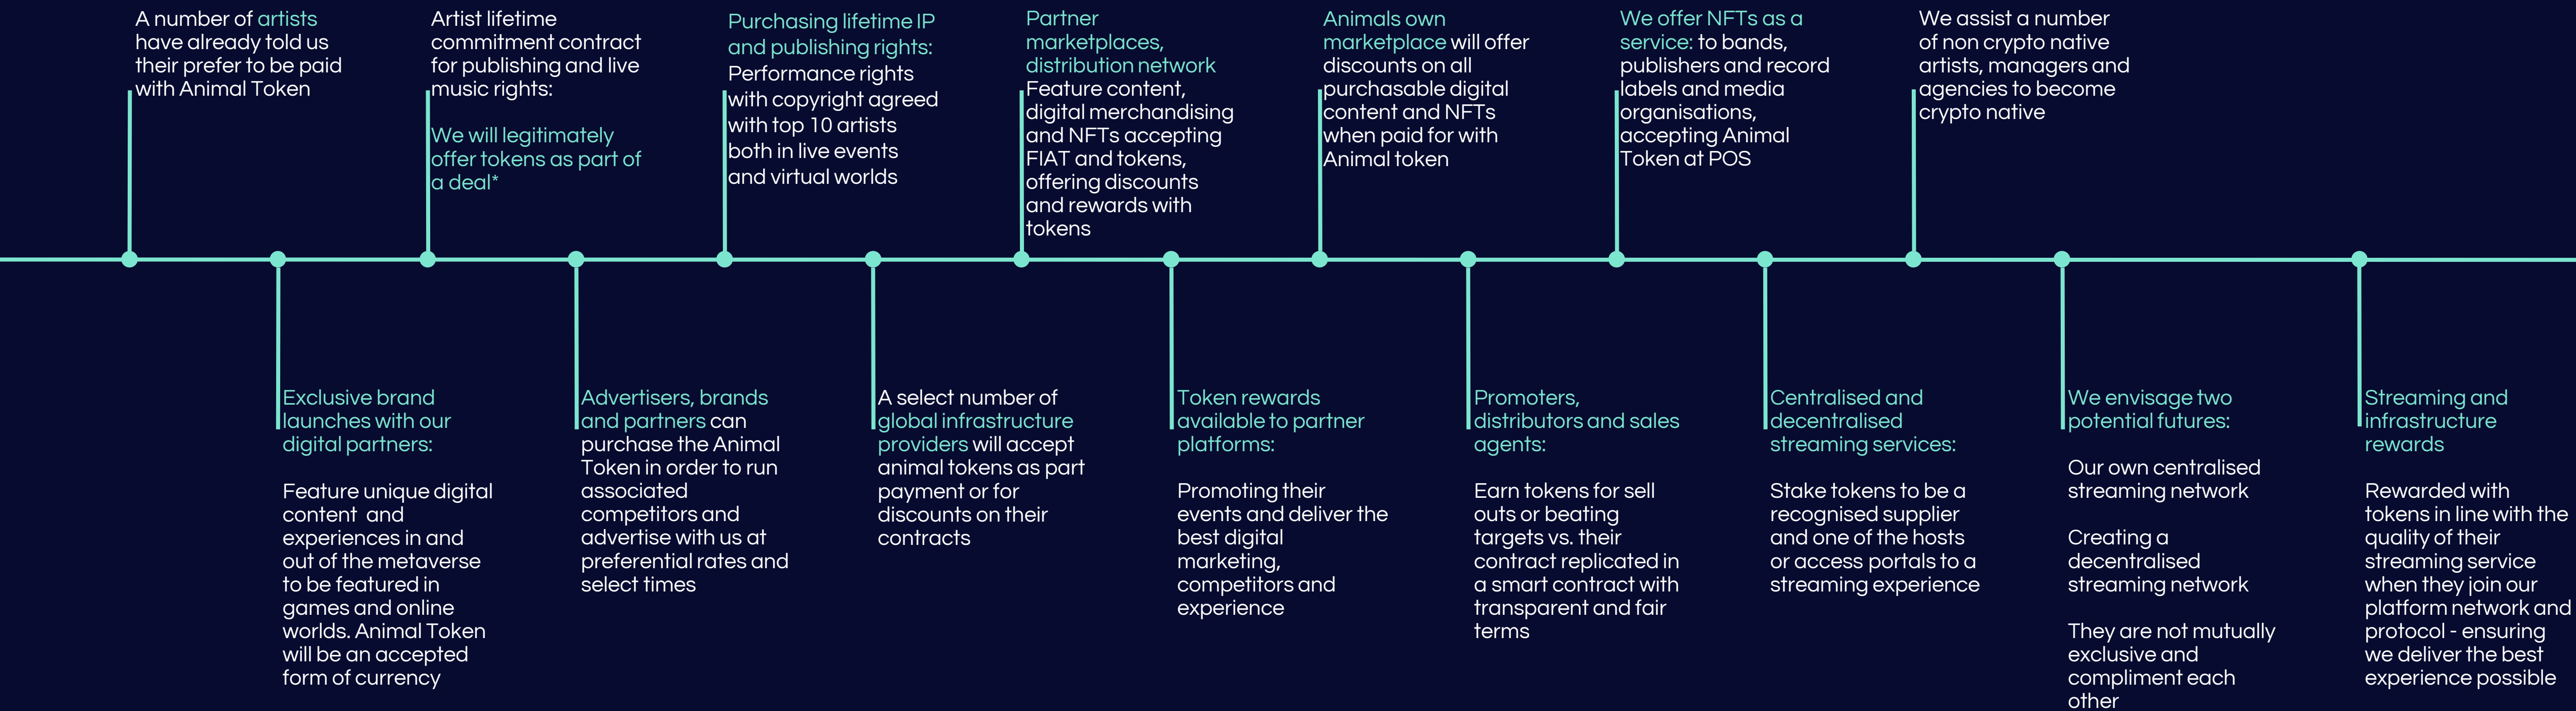 A number of artists
have already told us
their prefer to be paid
with Animal Token
Artist lifetime
commitment contract
for publishing and live
music rights:
We will legitimately
offer tokens as part of
a deal*
Purchasing lifetime IP
and publishing rights:
Performance rights
with copyright agreed
with top 10 artists
both in live events
and virtual worlds
Partner
marketplaces,
distribution network
Feature content,
digital merchandising
and NFTs accepting
FIAT and tokens,
offering discounts
and rewards with
tokens
Animals own
marketplace will offer
discounts on all
purchasable digital
content and NFTs
when paid for with
Animal token
We offer NFTs as a
service: to bands,
publishers and record
labels and media
organisations,
accepting Animal
Token at POS
We assist a number
of non crypto native
artists, managers and
agencies to become
crypto native
Exclusive brand
launches with our
digital partners:
Feature unique digital
content and
experiences in and
out of the metaverse
to be featured in
games and online
worlds. Animal Token
will be an accepted
form of currency
Advertisers, brands
and partners can
purchase the Animal
Token in order to run
associated
competitors and
advertise with us at
preferential rates and
select times
A select number of
global infrastructure
providers will accept
animal tokens as part
payment or for
discounts on their
contracts
Token rewards
available to partner
platforms:
Promoting their
events and deliver the
best digital
marketing,
competitors and
experience
Promoters,
distributors and sales
agents:
Earn tokens for sell
outs or beating
targets vs. their
contract replicated in
a smart contract with
transparent and fair
terms
Centralised and
decentralised
streaming services:
Stake tokens to be a
recognised supplier
and one of the hosts
or access portals to a
streaming experience
We envisage two
potential futures:
Our own centralised
streaming network
Creating a
decentralised
streaming network
They are not mutually
exclusive and
compliment each
other
Streaming and
infrastructure
rewards
Rewarded with
tokens in line with the
quality of their
streaming service
when they join our
platform network and
protocol - ensuring
we deliver the best
experience possible